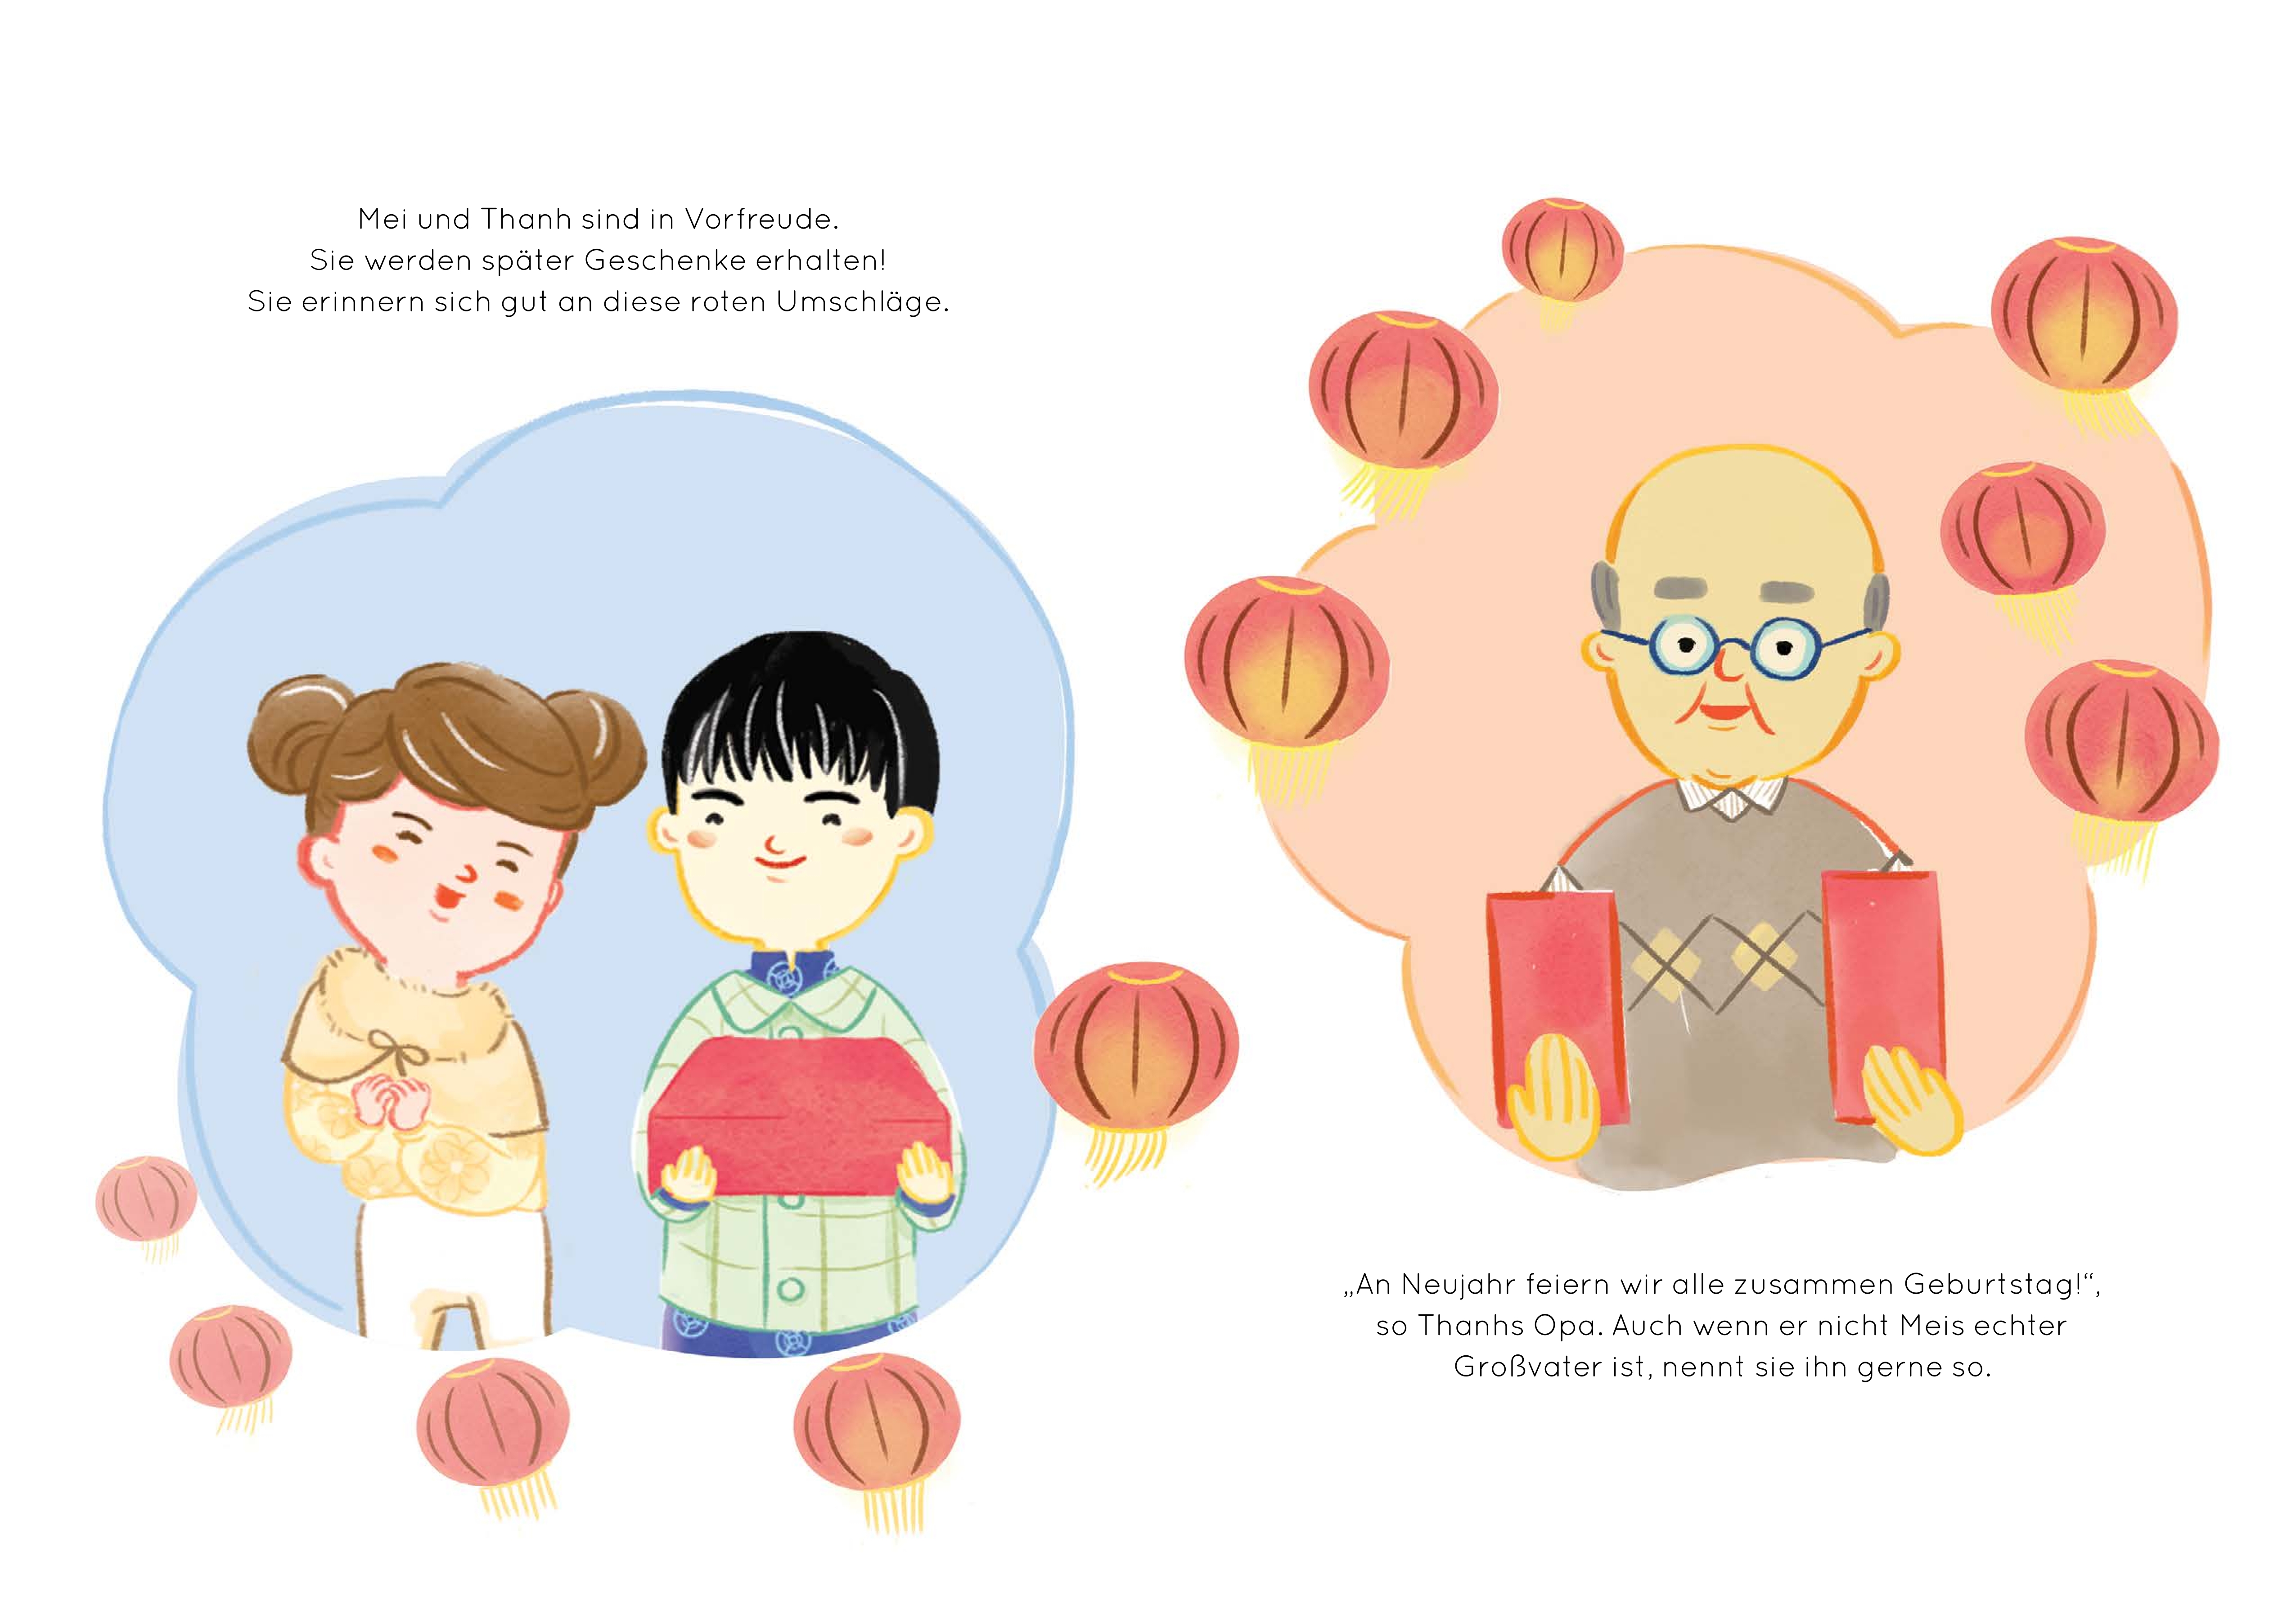 Mei und Thanh sind in Vorfreude.
Sie werden später Geschenke erhalten!
Sie erinnern sich gut an diese roten Umschläge.
„An Neujahr feiern wir alle zusammen Geburtstag!“,
so Thanhs Opa. Auch wenn er nicht Meis echter
Großvater ist, nennt sie ihn gerne so.